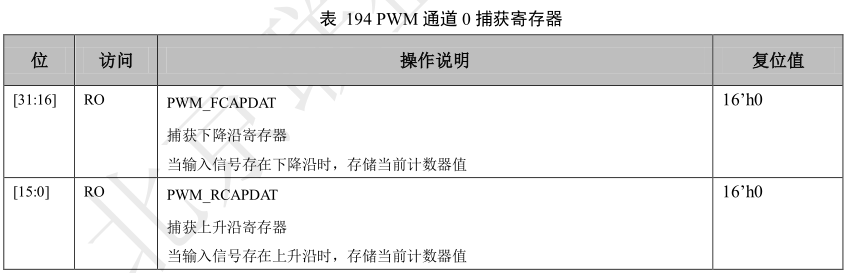 表 194 PWM 通道 0 捕获寄存器
位 访问 操作说明 复位值
[31:16] RO PWM_FCAPDAT 16’h0
捕获下降沿寄存器
当输入信号存在下降沿时，存储当前计数器值
[15:0] RO PWM_RCAPDAT 16’h0
捕获上升沿寄存器
当输入信号存在上升沿时，存储当前计数器值
北京联